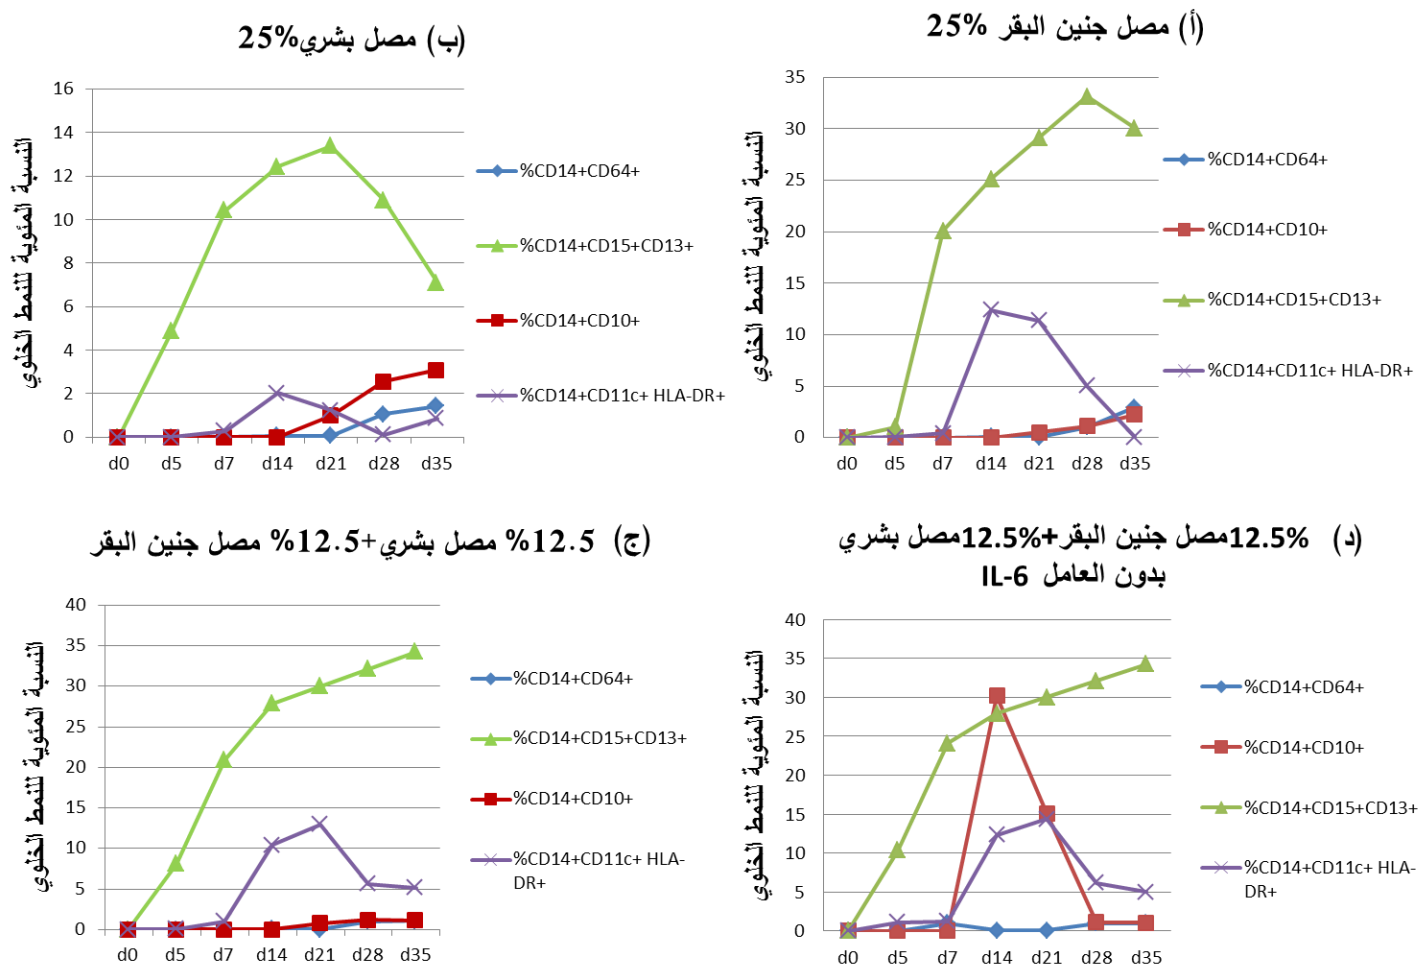 (أ) مصل جنين البقر 25%
النسبة المئوية للنمط الخلوي
35
30
25
20
15
10
5
0
d0 d5 d7 d14 d21 d28 d35
%CD14+CD64+
%CD14+CD10+
%CD14+CD15+CD13+
%CD14+CD11c+ HLA-DR+
(ب) مصل بشري25%
النسبة المئوية للنمط الخلوي
16
14
12
10
8
6
4
2
0
d0 d5 d7 d14 d21 d28 d35
%CD14+CD64+
%CD14+CD15+CD13+
%CD14+CD10+
%CD14+CD11c+ HLA-DR+
(ج) 12.5% مصل بشري+12.5% مصل جنين البقر
النسبة المئوية للنمط الخلوي
40
35
30
25
20
15
10
5
0
d0 d5 d7 d14 d21 d28 d35
%CD14+CD64+
%CD14+CD15+CD13+
%CD14+CD10+
%CD14+CD11c+ HLA-
DR+
(د) 12.5%مصل جنين البقر+12.5%مصل بشري
بدون العامل IL-6
النسبة المئوية للنمط الخلوي
40
35
30
25
20
15
10
5
0
d0 d5 d7 d14 d21 d28 d35
%CD14+CD64+
%CD14+CD10+
%CD14+CD15+CD13+
%CD14+CD11c+ HLA-
DR+